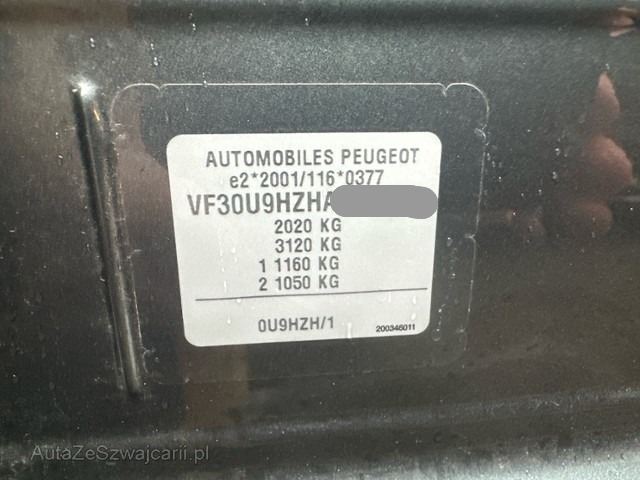 AUTOMOBILES PEUGEOT
e2*2001/116*0377
VF30U9HZHA
2020 KG
3120 KG
1 1160 KG
2 1050 KG
0U9HZH/1
200346011
AutaZeSzwajcarii.pl